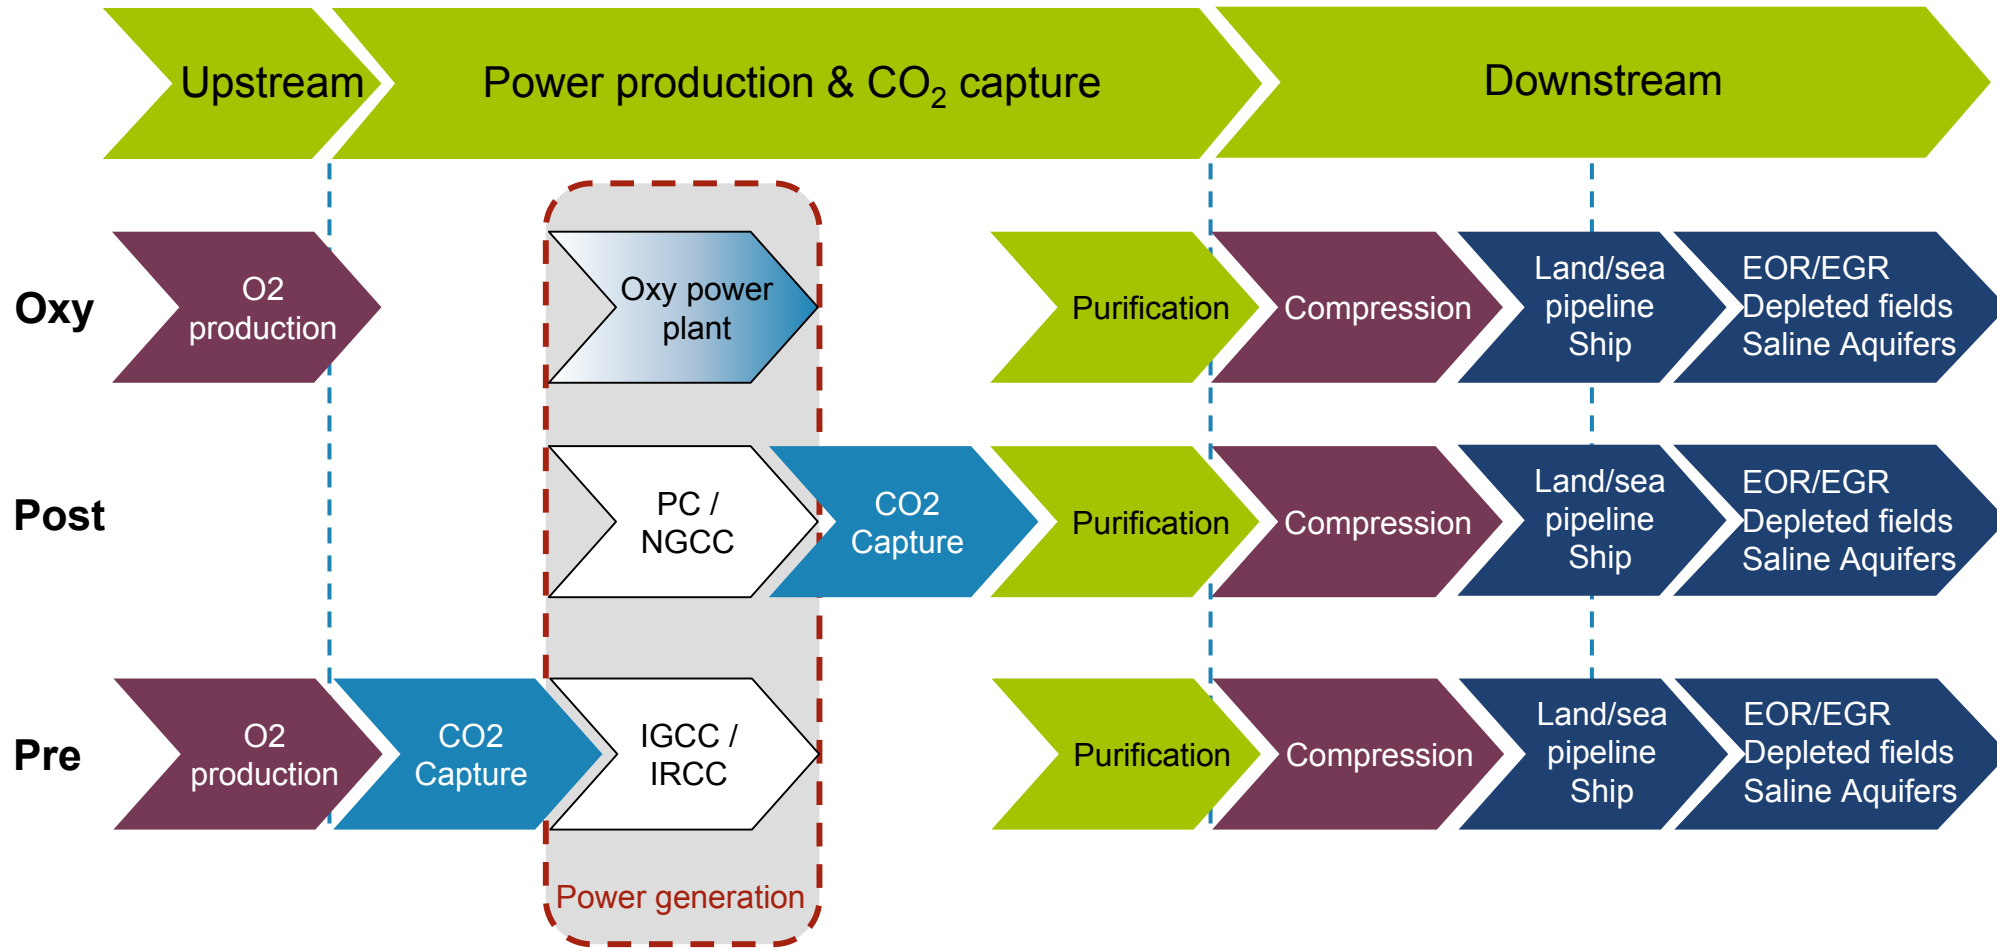 Upstream
Power production & CO₂ capture
Downstream
Oxy
O2
production
Oxy power
plant
Purification
Compression
Land/sea
pipeline
Ship
EOR/EGR
Depleted fields
Saline Aquifers
Post
PC /
NGCC
CO2
Capture
Purification
Compression
Land/sea
pipeline
Ship
EOR/EGR
Depleted fields
Saline Aquifers
Pre
O2
production
CO2
Capture
IGCC /
IRCC
Purification
Compression
Land/sea
pipeline
Ship
EOR/EGR
Depleted fields
Saline Aquifers
Power generation